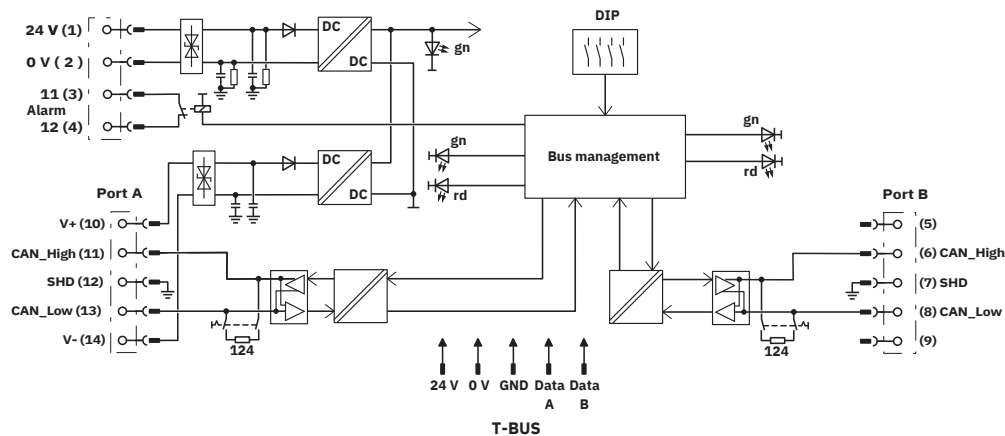 24 V (1)
0 V ( 2 )
11 (3)
Alarm
12 (4)
DC
DC
gn
DIP
Bus management
gn
rd
gn
rd
DC
DC
Port A
V+ (10)
CAN_High (11)
SHD (12)
CAN_Low (13)
V- (14)
124
Port B
(5)
(6) CAN_High
(7) SHD
(8) CAN_Low
(9)
124
24 V
0 V
GND
Data
A
Data
B
T-BUS